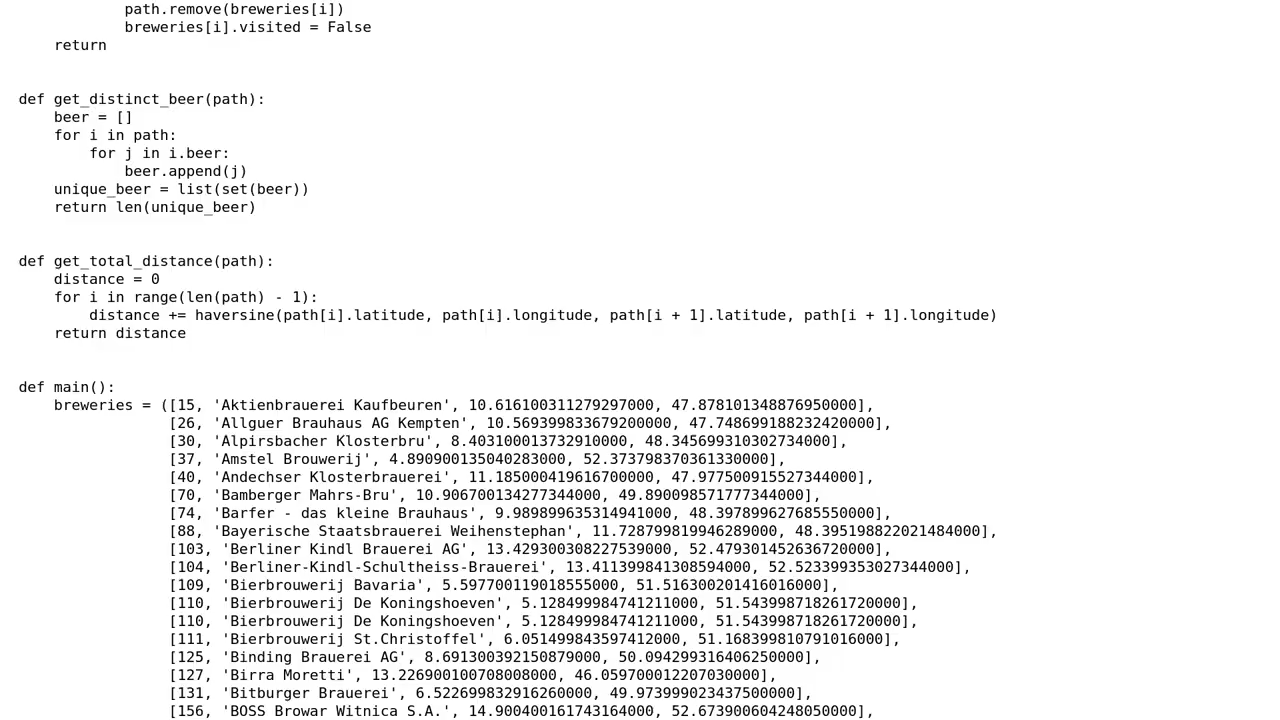 path.remove(breweries[i])
breweries[i].visited = False
return
def get_distinct_beer(path):
beer = []
for i in path:
for j in i.beer:
beer.append(j)
unique_beer = list(set(beer))
return len(unique_beer)
def get_total_distance(path):
distance = 0
for i in range(len(path) - 1):
distance += haversine(path[i].latitude, path[i].longitude, path[i + 1].latitude, path[i + 1].longitude)
return distance
def main():
breweries = ([15, 'Aktienbrauerei Kaufbeuren', 10.616100311279297000, 47.878101348876950000],
[26, 'Allguer Brauhaus AG Kempten', 10.569399833679200000, 47.748699188232420000],
[30, 'Alpirsbacher Klosterbru', 8.403100013732910000, 48.345699310302734000],
[37, 'Amstel Brouwerij', 4.890900135040283000, 52.373798370361330000],
[40, 'Andechser Klosterbrauerei', 11.185000419616700000, 47.977500915527344000],
[70, 'Bamberger Mahrs-Bru', 10.906700134277344000, 49.890098571777344000],
[74, 'Barfer - das kleine Brauhaus', 9.989899635314941000, 48.397899627685550000],
[88, 'Bayerische Staatsbrauerei Weihenstephan', 11.728799819946289000, 48.395198822021484000],
[103, 'Berliner Kindl Brauerei AG', 13.429300308227539000, 52.479301452636720000],
[104, 'Berliner-Kindl-Schultheiss-Brauerei', 13.411399841308594000, 52.523399353027344000],
[109, 'Bierbrouwerij Bavaria', 5.597700119018555000, 51.516300201416016000],
[110, 'Bierbrouwerij De Koningshoeven', 5.128499984741211000, 51.543998718261720000],
[110, 'Bierbrouwerij De Koningshoeven', 5.128499984741211000, 51.543998718261720000],
[111, 'Bierbrouwerij St.Christoffel', 6.051499843597412000, 51.168399810791016000],
[125, 'Binding Brauerei AG', 8.691300392150879000, 50.094299316406250000],
[127, 'Birra Moretti', 13.226900100708008000, 46.059700012207030000],
[131, 'Bitburger Brauerei', 6.522699832916260000, 49.973999023437500000],
[156, 'BOSS Browar Witnica S.A.', 14.900400161743164000, 52.673900604248050000],